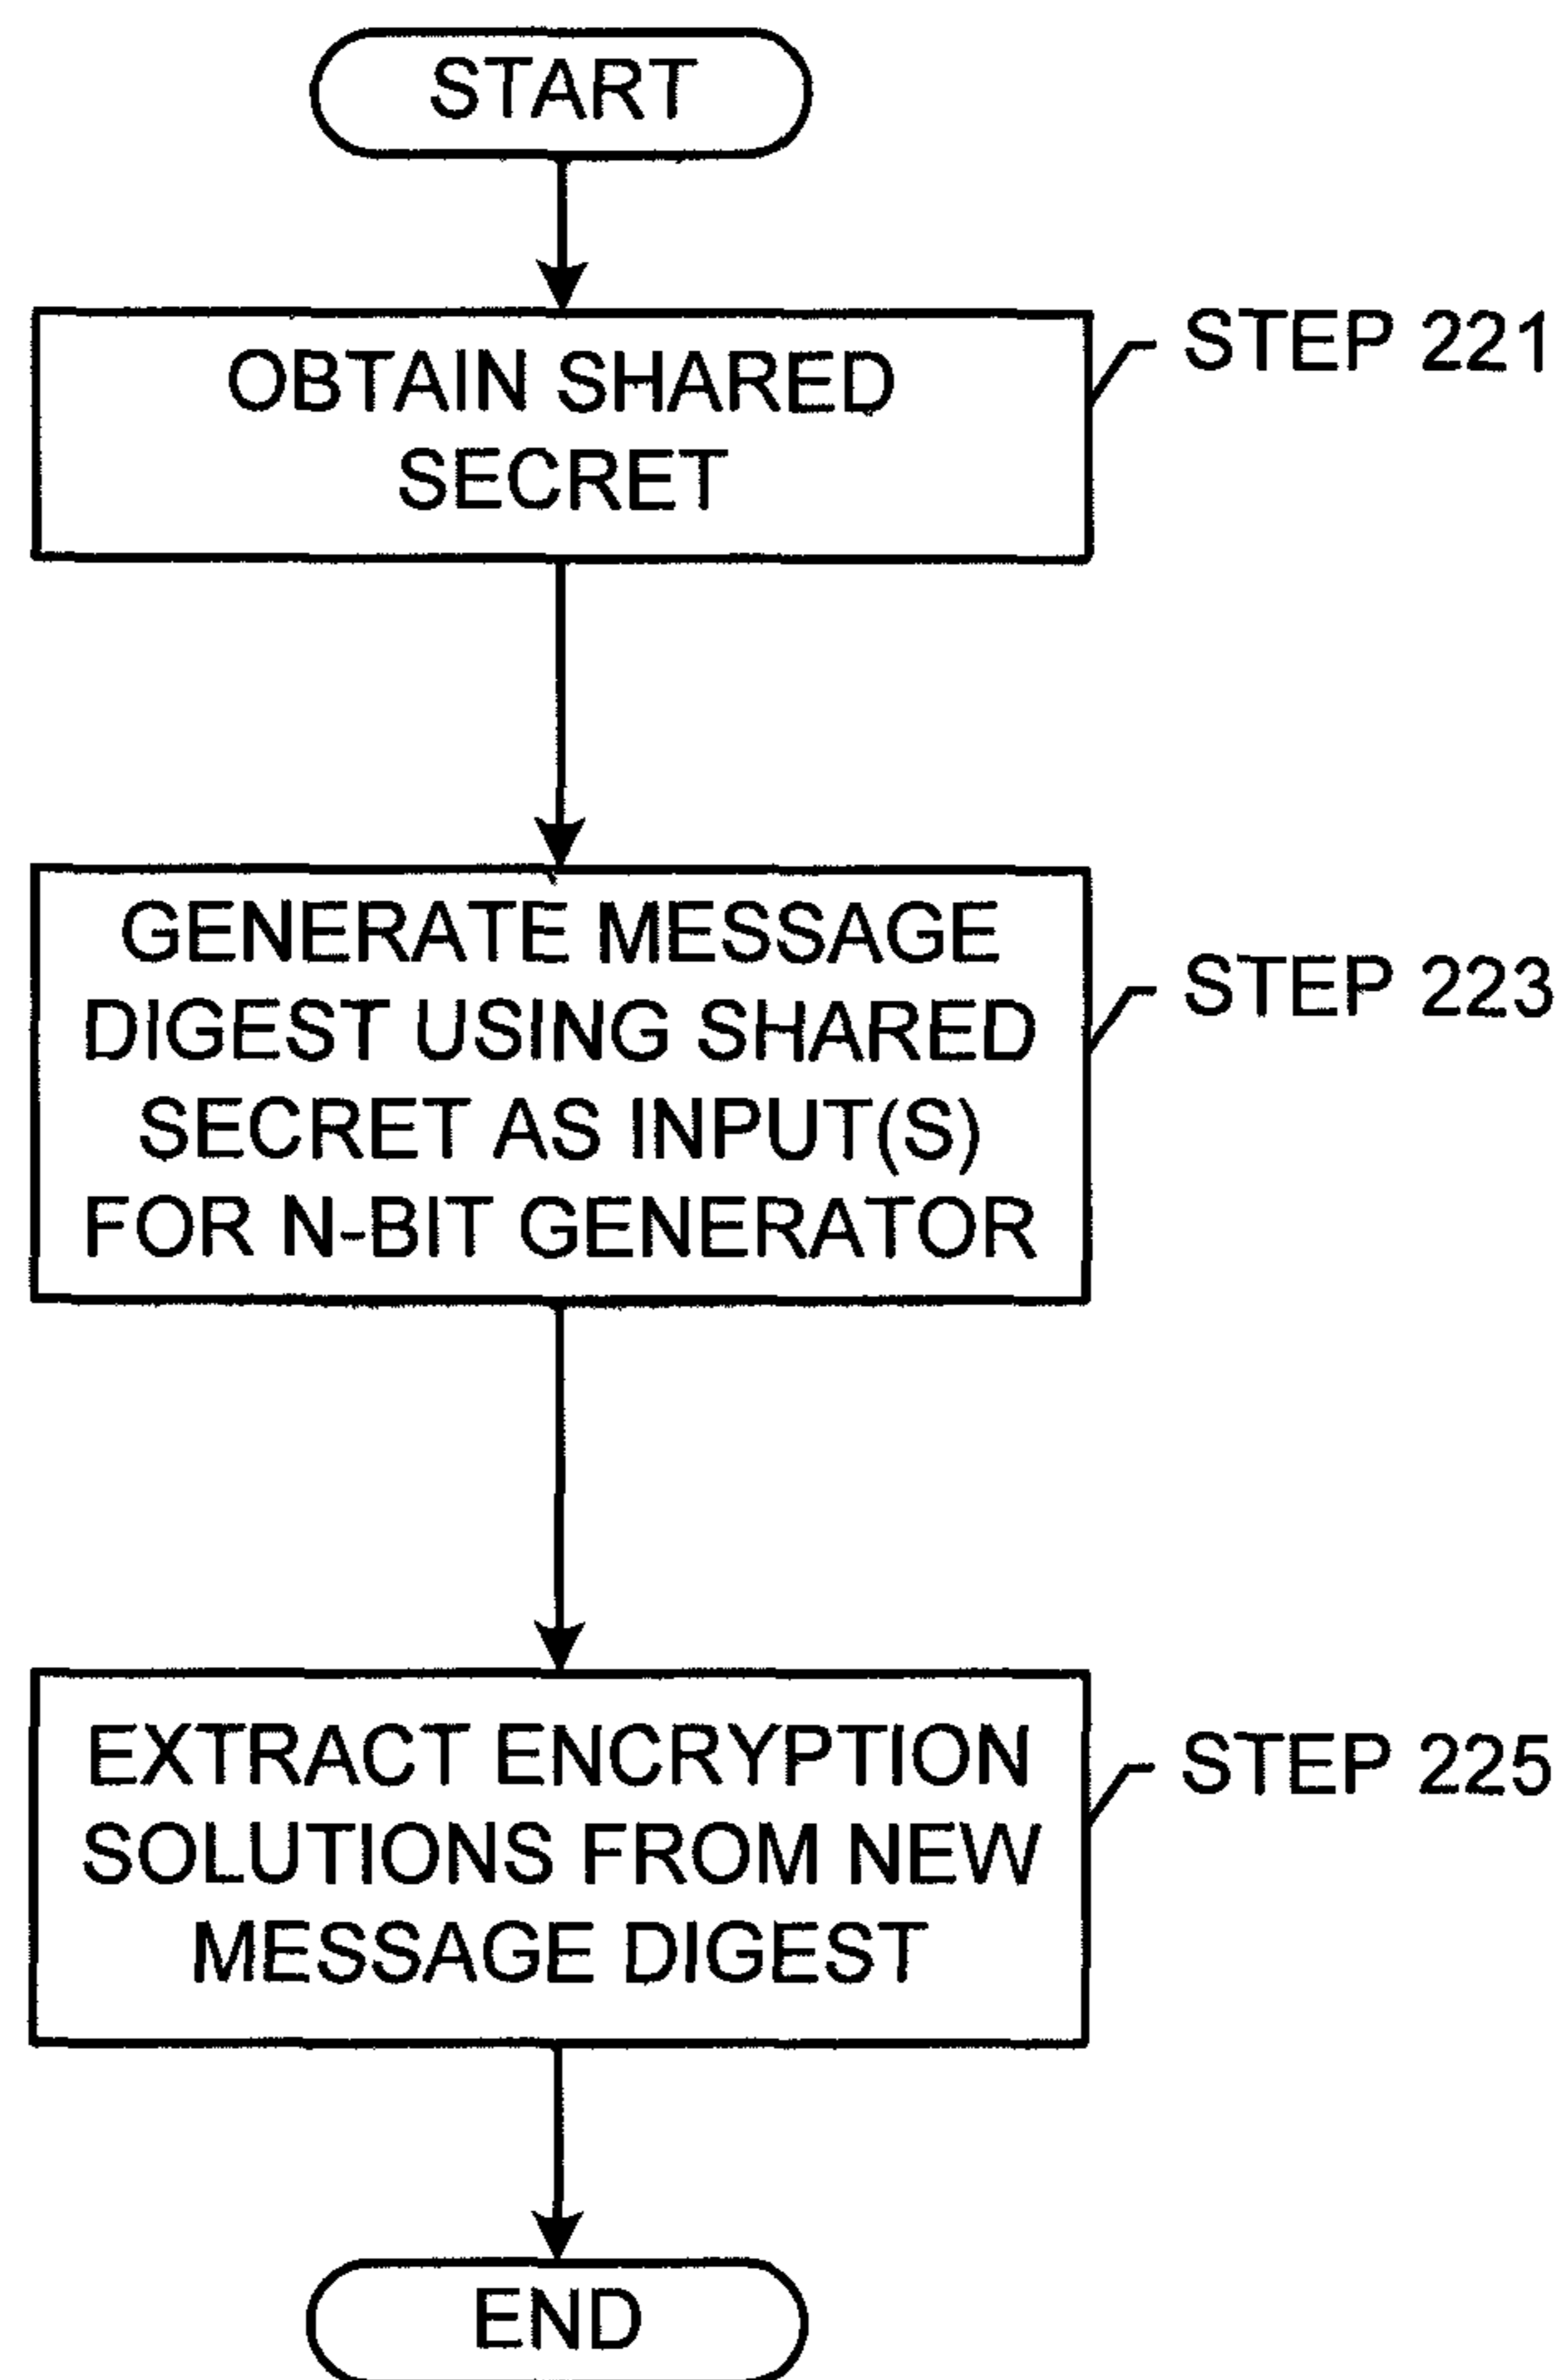 START
OBTAIN SHARED
SECRET
STEP 221
GENERATE MESSAGE
DIGEST USING SHARED
SECRET AS INPUT(S)
FOR N-BIT GENERATOR
STEP 223
EXTRACT ENCRYPTION
SOLUTIONS FROM NEW
MESSAGE DIGEST
STEP 225
END